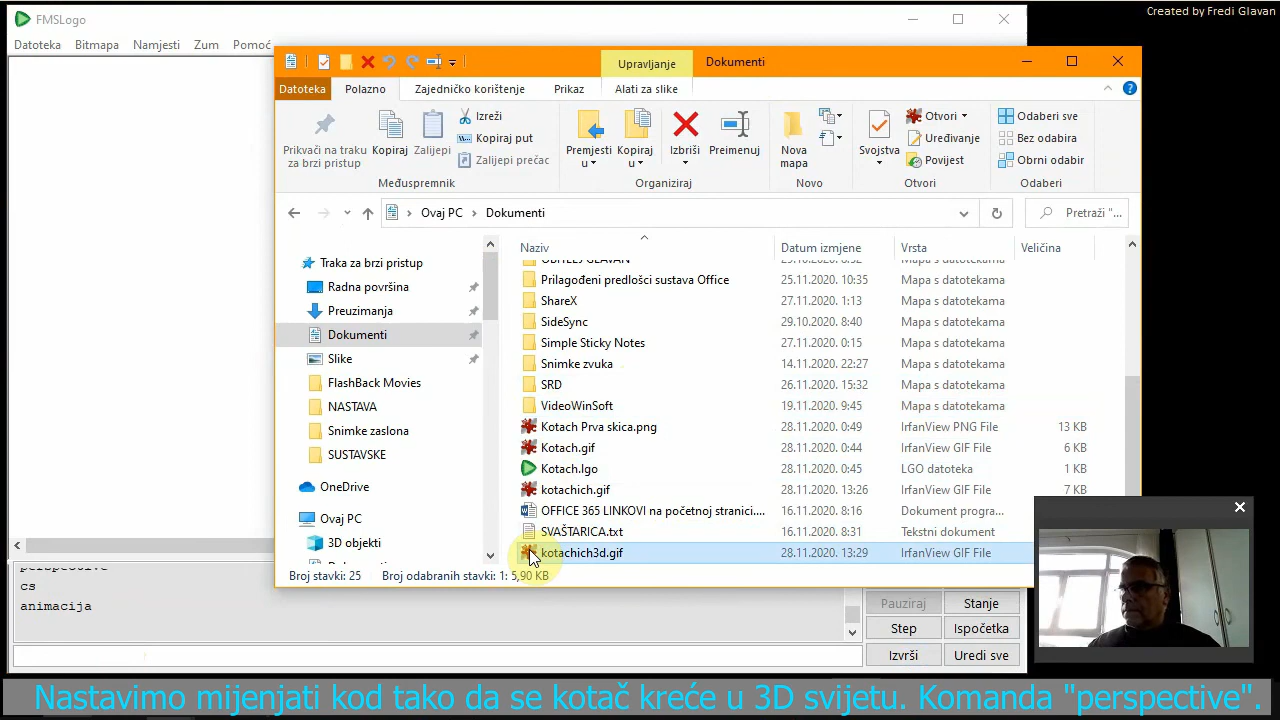 FMSLogo
Created by Fredi Glavan
Datoteka Bitmapa Namjesti Zum Pomoć
Upravljanje Dokumenti
Datoteka Polazno Zajedničko korištenje Prikaz Alati za slike
Prikvači na traku za brzi pristup
Kopiraj
Zalijepi
Izreži
Kopiraj put
Zalijepi prečac
Međuspremnik
Premjesti u
Kopiraj u
Izbriši
Preimenuj
Organiziraj
Nova mapa
Novo
Svojstva
Otvori
Uređivanje
Povijest
Otvori
Odaberi sve
Bez odabira
Obrni odabir
Odaberi
Ovaj PC > Dokumenti
Pretraži "...
Traka za brzi pristup
Radna površina
Preuzimanja
Dokumenti
Slike
FlashBack Movies
NASTAVA
Snimke zaslona
SUSTAVSKE
OneDrive
Ovaj PC
3D objekti
Naziv Datum izmjene Vrsta Veličina
Prilagođeni predlošci sustava Office 25.11.2020. 10:35 Mapa s datotekama
ShareX 27.11.2020. 1:13 Mapa s datotekama
SideSync 29.10.2020. 8:40 Mapa s datotekama
Simple Sticky Notes 27.11.2020. 0:15 Mapa s datotekama
Snimke zvuka 14.11.2020. 22:27 Mapa s datotekama
SRD 26.11.2020. 15:32 Mapa s datotekama
VideoWinSoft 19.11.2020. 9:45 Mapa s datotekama
Kotach Prva skica.png 28.11.2020. 0:49 IrfanView PNG File 13 KB
Kotach.gif 28.11.2020. 0:44 IrfanView GIF File 6 KB
Kotach.lgo 28.11.2020. 0:45 LGO datoteka 1 KB
kotachich.gif 28.11.2020. 13:26 IrfanView GIF File 7 KB
OFFICE 365 LINKOVI na početnoj stranici.... 16.11.2020. 8:29 Dokument progra...
SVAŠTARICA.txt 16.11.2020. 8:31 Tekstni dokument
kotachich3d.gif 28.11.2020. 13:29 IrfanView GIF File
Broj stavki: 25 Broj odabranih stavki: 1: 5,90 KB
perspective
cs
animacija
Pauziraj Stanje
Step Ispočetka
Izvrši Uredi sve
Nastavimo mijenjati kod tako da se kotač kreće u 3D svijetu. Komanda "perspective".